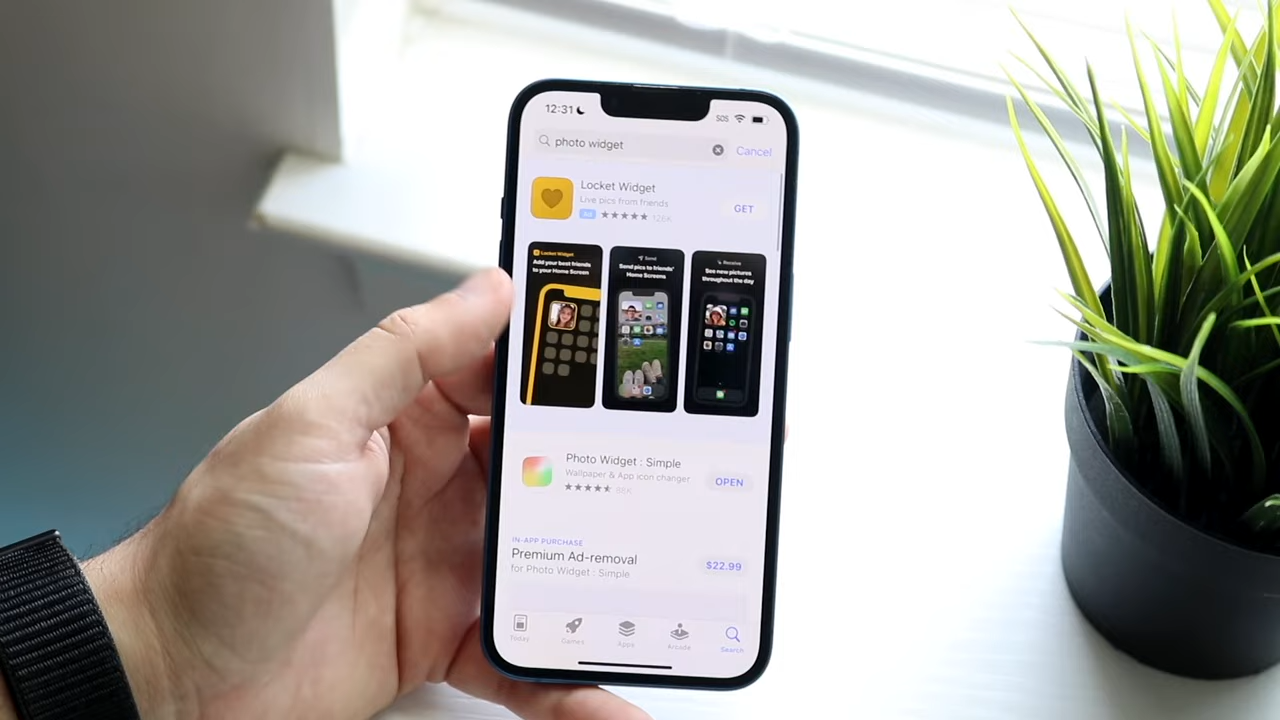 12:31
SOS
photo widget
Cancel
Locket Widget
Live pics from friends
GET
Ad ★★★★★ 126K
Locket Widget
Add your best friends
to your Home Screen
Send
Send pics to friends'
Home Screens
Receive
See new pictures
throughout the day
Photo Widget : Simple
Wallpaper & App icon changer
OPEN
88K
IN-APP PURCHASE
Premium Ad-removal
for Photo Widget : Simple
$22.99
Today
Games
Apps
Arcade
Search